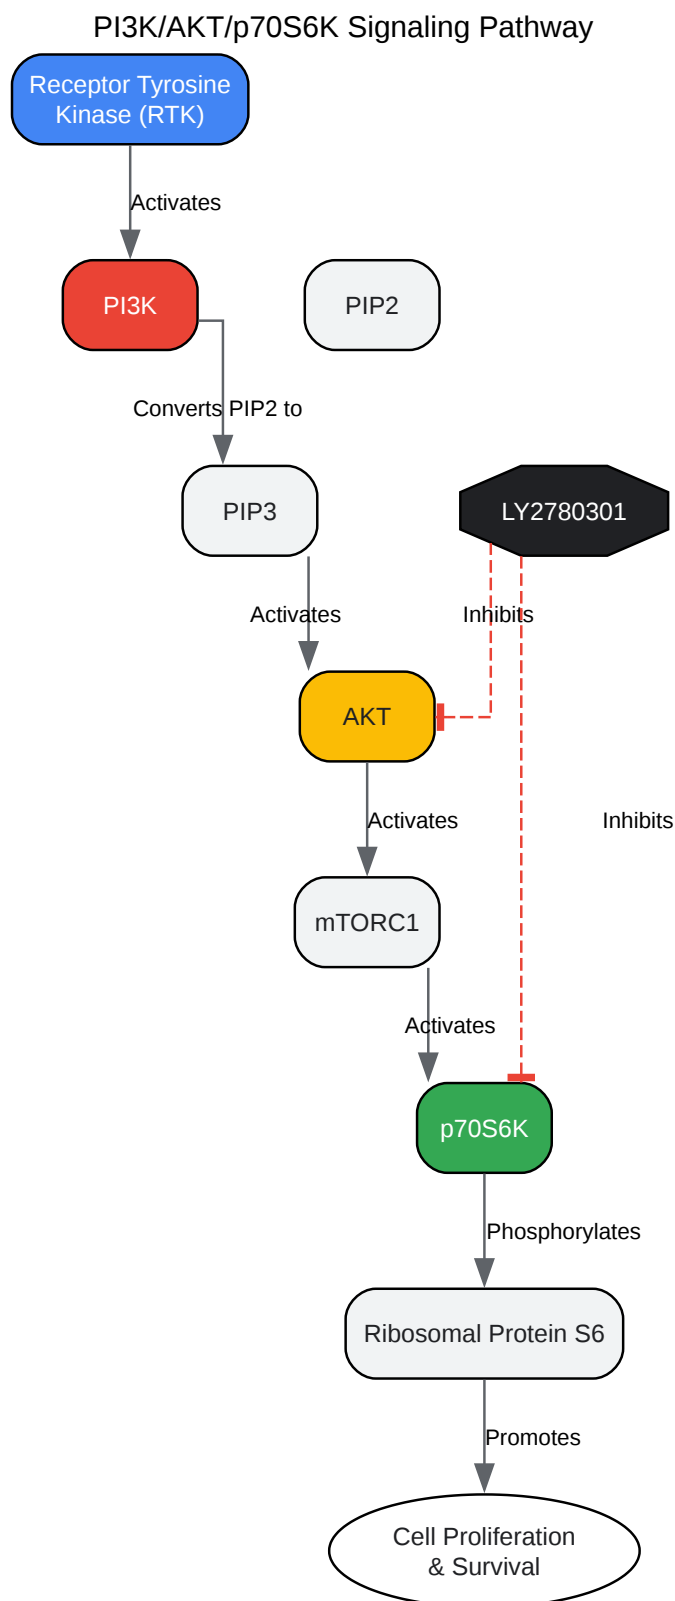 PI3K/AKT/p70S6K Signaling Pathway
Receptor Tyrosine
Kinase (RTK)
Activates
PI3K
PIP2
Converts PIP2 to
PIP3
LY2780301
Activates
Inhibits
AKT
Activates
Inhibits
mTORC1
Activates
p70S6K
Phosphorylates
Ribosomal Protein S6
Promotes
Cell Proliferation
& Survival